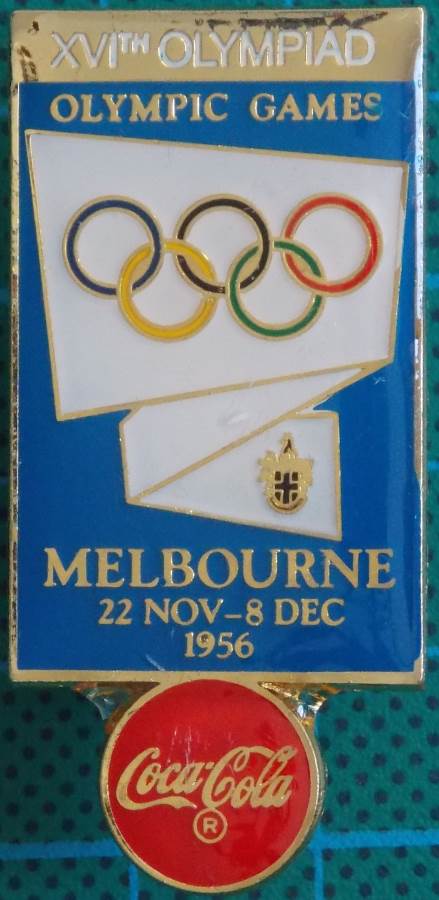 XVITH OLYMPIAD
OLYMPIC GAMES
MELBOURNE
22 NOV-8 DEC
1956
Coca-Cola
®